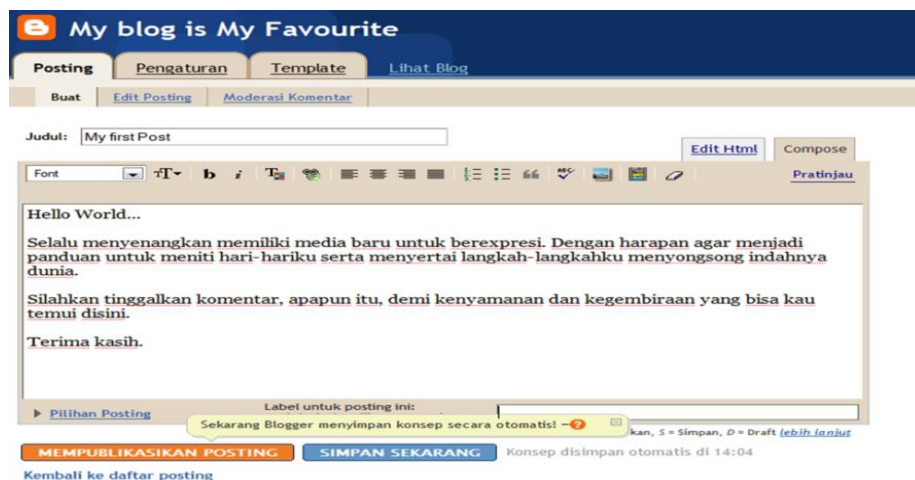 My blog is My Favourite
Posting Pengaturan Template Lihat Blog
Buat Edit Posting Moderasi Komentar
Judul: My first Post
Edit Html Compose
Font Pratinjau
Hello World...
Selalu menyenangkan memiliki media baru untuk berexpresi. Dengan harapan agar menjadi
panduan untuk meniti hari-hariku serta menyertai langkah-langkahku menyongsong indahnya
dunia.
Silahkan tinggalkan komentar, apapun itu, demi kenyamanan dan kegembiraan yang bisa kau
temui disini.
Terima kasih.
Pilihan Posting Label untuk posting ini:
Sekarang Blogger menyimpan konsep secara otomatis! –
kan, S = Simpan, D = Draft lebih lanjut
MEMPUBLIKASIKAN POSTING SIMPAN SEKARANG Konsep disimpan otomatis di 14:04
Kembali ke daftar posting